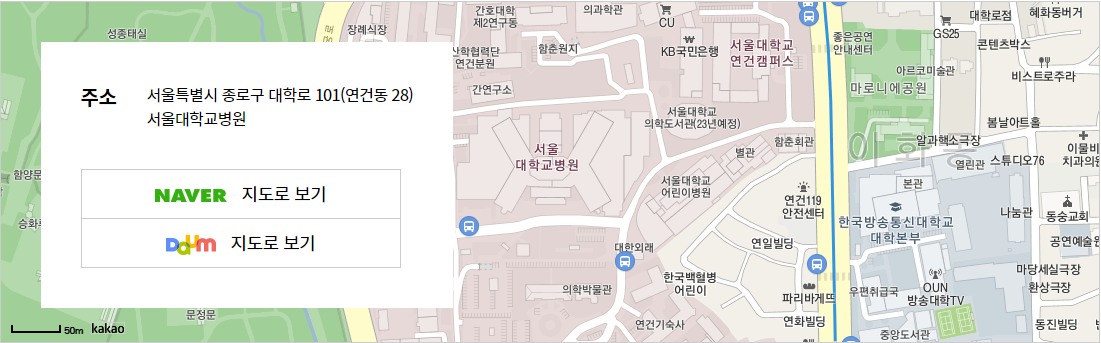 성종태실
장례식장
간호대학
제2연구동
의과학관
CU
대학로점
혜화동버거
GS25
산학협력단
연건분원
함춘원지
KB국민은행
서울대학교
연건캠퍼스
좋은공연
안내센터
콘텐츠박스
아르코미술관
비스트로주라
주소
서울특별시 종로구 대학로 101(연건동 28)
서울대학교병원
간연구소
마로니에공원
서울대학교
의학도서관(23년예정)
봄날아트홀
서울
대학교병원
별관
함춘회관
이화동
알과핵소극장
이물비
치과의원
열린관
스튜디오76
함양문
서울대학교
어린이병원
본관
NAVER 지도로 보기
연건119
안전센터
나눔관
동숭교회
승화루
한국방송통신대학교
대학본부
Daum 지도로 보기
대한외래
연일빌딩
공연예술원
한국백혈병
어린이
마당세실극장
환상극장
의학박물관
파리바게뜨
우편취급국
OUN
방송대학TV
문정문
연건기숙사
연화빌딩
중앙도서관
동진빌딩
50m kakao